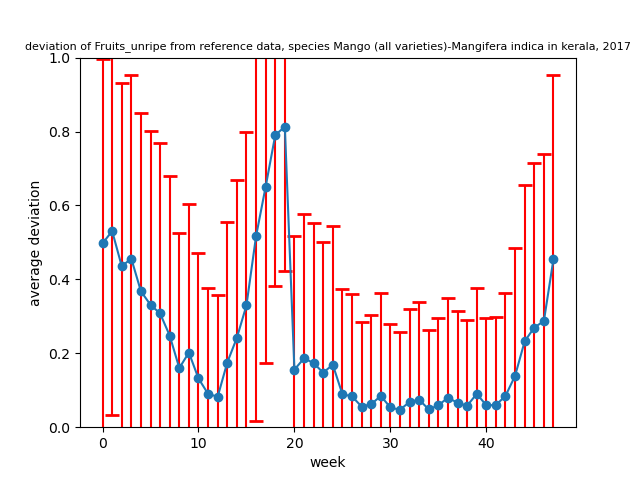 deviation of Fruits_unripe from reference data, species Mango (all varieties)-Mangifera indica in kerala, 2017
1.0
0.8
0.6
0.4
0.2
0.0
average deviation
0 10 20 30 40
week